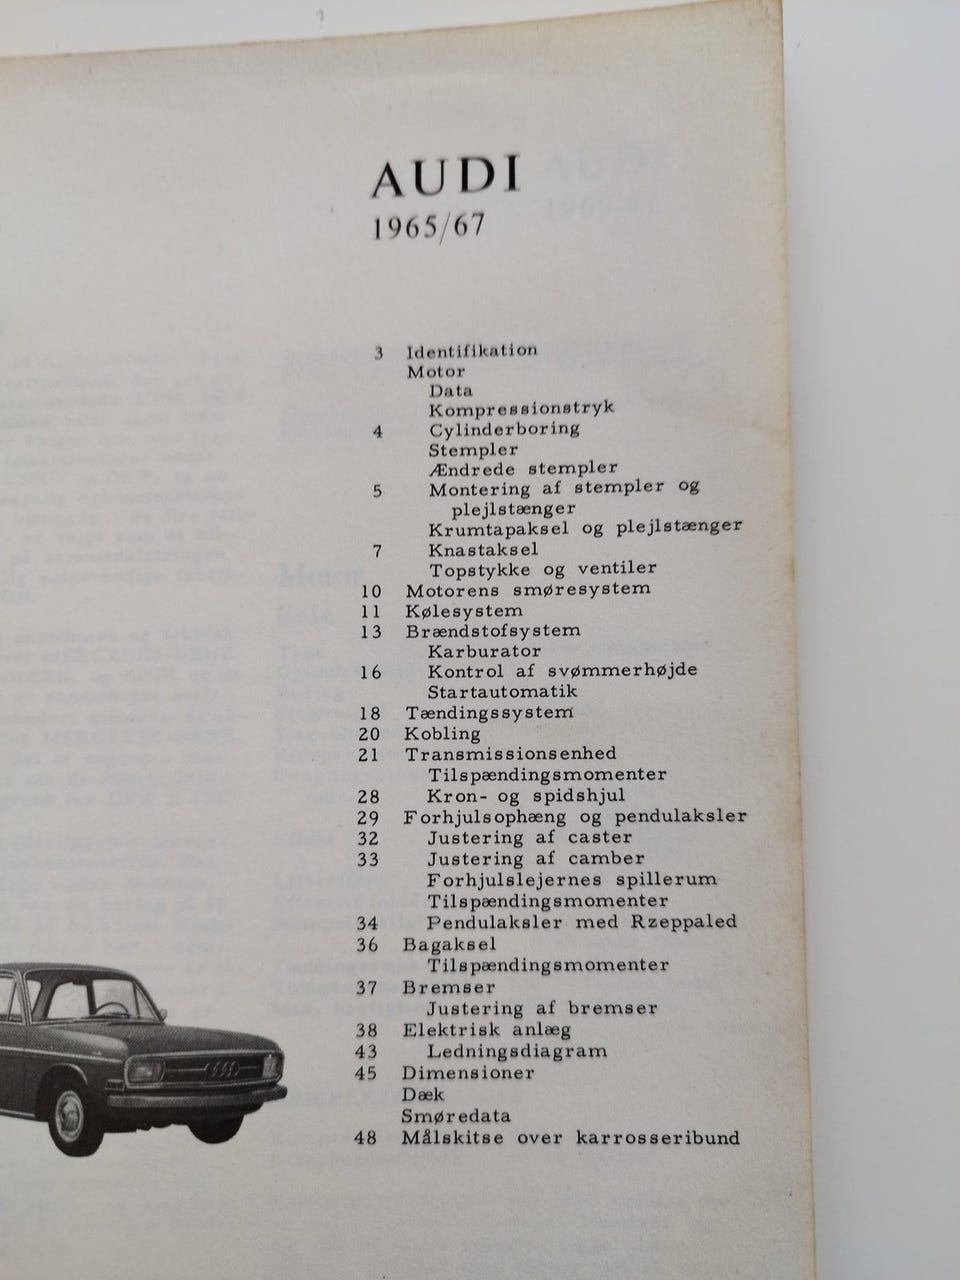 AUDI
1965/67
3 Identifikation
Motor
Data
Kompressionstryk
4 Cylinderboring
Stempler
Ændrede stempler
5 Montering af stempler og
plejlstænger
Krumtapaksel og plejlstænger
7 Knastaksel
Topstykke og ventiler
10 Motorens smøresystem
11 Kølesystem
13 Brændstofsystem
Karburator
16 Kontrol af svømmerhøjde
Startautomatik
18 Tændingssystem
20 Kobling
21 Transmissionsenhed
Tilspændingsmomenter
28 Kron- og spidshjul
29 Forhjulsophæng og pendulaksler
32 Justering af caster
33 Justering af camber
Forhjulslejernes spillerum
Tilspændingsmomenter
34 Pendulaksler med Rzeppaled
36 Bagaksel
Tilspændingsmomenter
37 Bremser
Justering af bremser
38 Elektrisk anlæg
43 Ledningsdiagram
45 Dimensioner
Dæk
Smøredata
48 Målskitse over karrosseribund